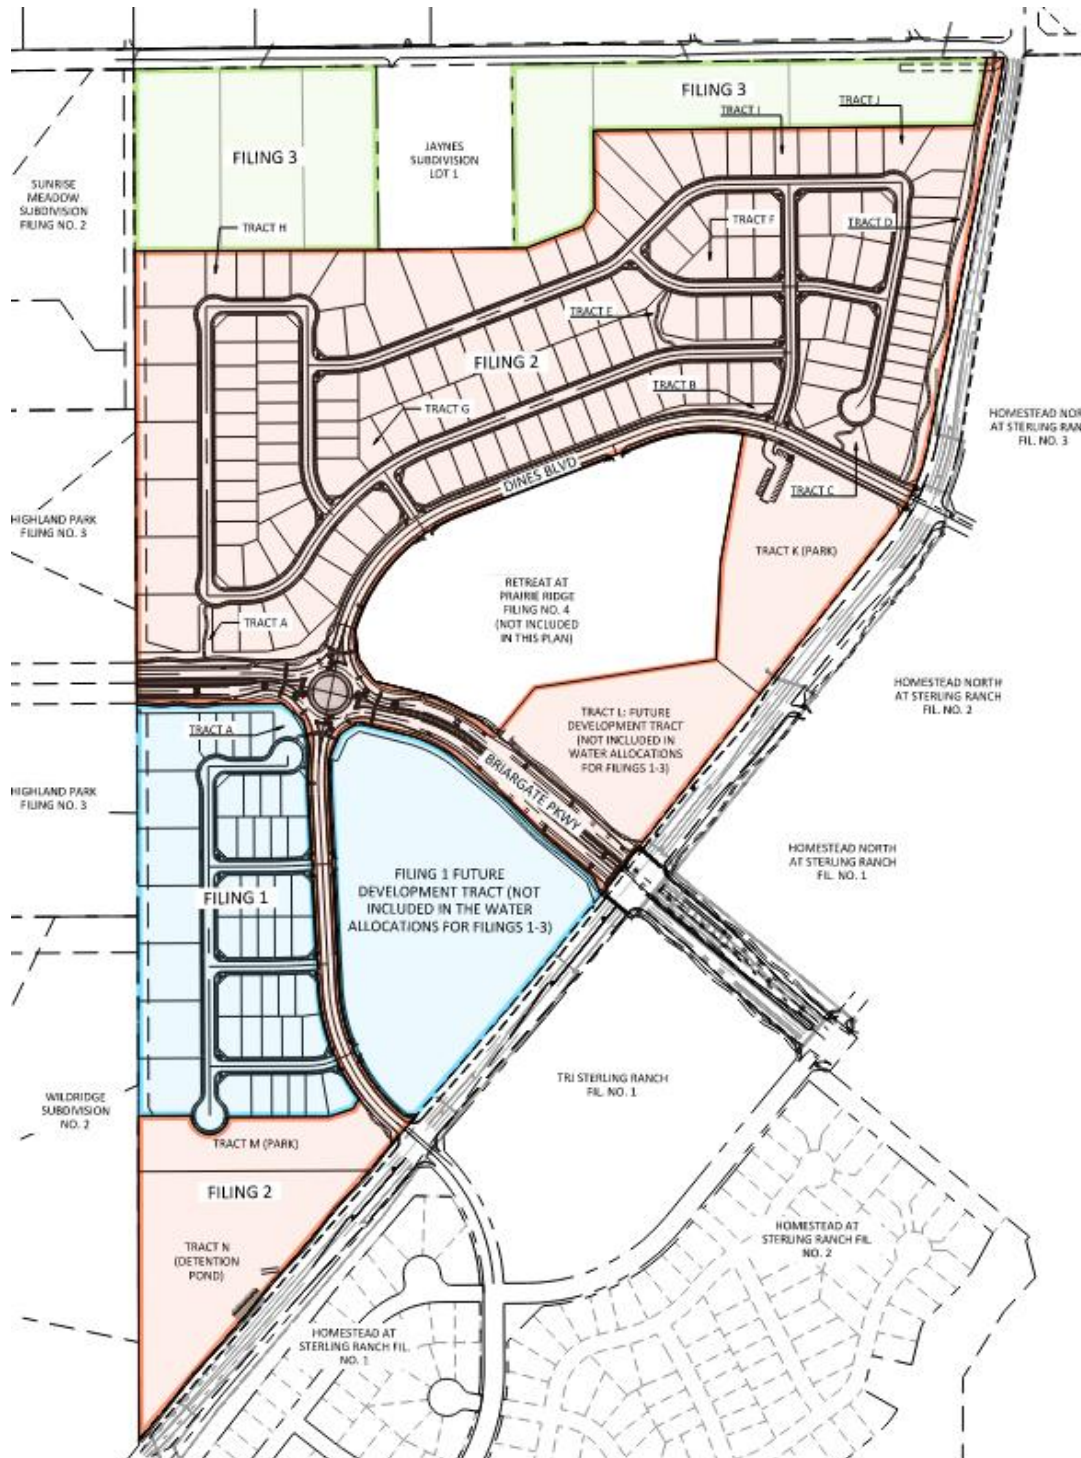 FILING 3
TRACT I
TRACT J
FILING 3
JAYNES
SUBDIVISION
LOT 1
SUNRISE
MEADOW
SUBDIVISION
FILING NO. 2
TRACT H
TRACT F
TRACT D
TRACT E
FILING 2
TRACT B
TRACT G
HOMESTEAD NOR
AT STERLING RAN
FIL. NO. 3
DINES BLVD
TRACT C
HIGHLAND PARK
FILING NO. 3
TRACT K (PARK)
RETREAT AT
PRAIRIE RIDGE
FILING NO. 4
(NOT INCLUDED
IN THIS PLAN)
TRACT A
HOMESTEAD NORTH
AT STERLING RANCH
FIL. NO. 2
TRACT L: FUTURE
DEVELOPMENT TRACT
(NOT INCLUDED IN
WATER ALLOCATIONS
FOR FILINGS 1-3)
TRACT A
BRIARGATE PKWY
HIGHLAND PARK
FILING NO. 3
HOMESTEAD NORTH
AT STERLING RANCH
FIL. NO. 1
FILING 1 FUTURE
DEVELOPMENT TRACT (NOT
INCLUDED IN THE WATER
ALLOCATIONS FOR FILINGS 1-3)
FILING 1
TRI STERLING RANCH
FIL. NO. 1
WILDRIDGE
SUBDIVISION
NO. 2
TRACT M (PARK)
FILING 2
TRACT N
(DETENTION
POND)
HOMESTEAD AT
STERLING RANCH FIL.
NO. 2
HOMESTEAD AT
STERLING RANCH FIL.
NO. 1